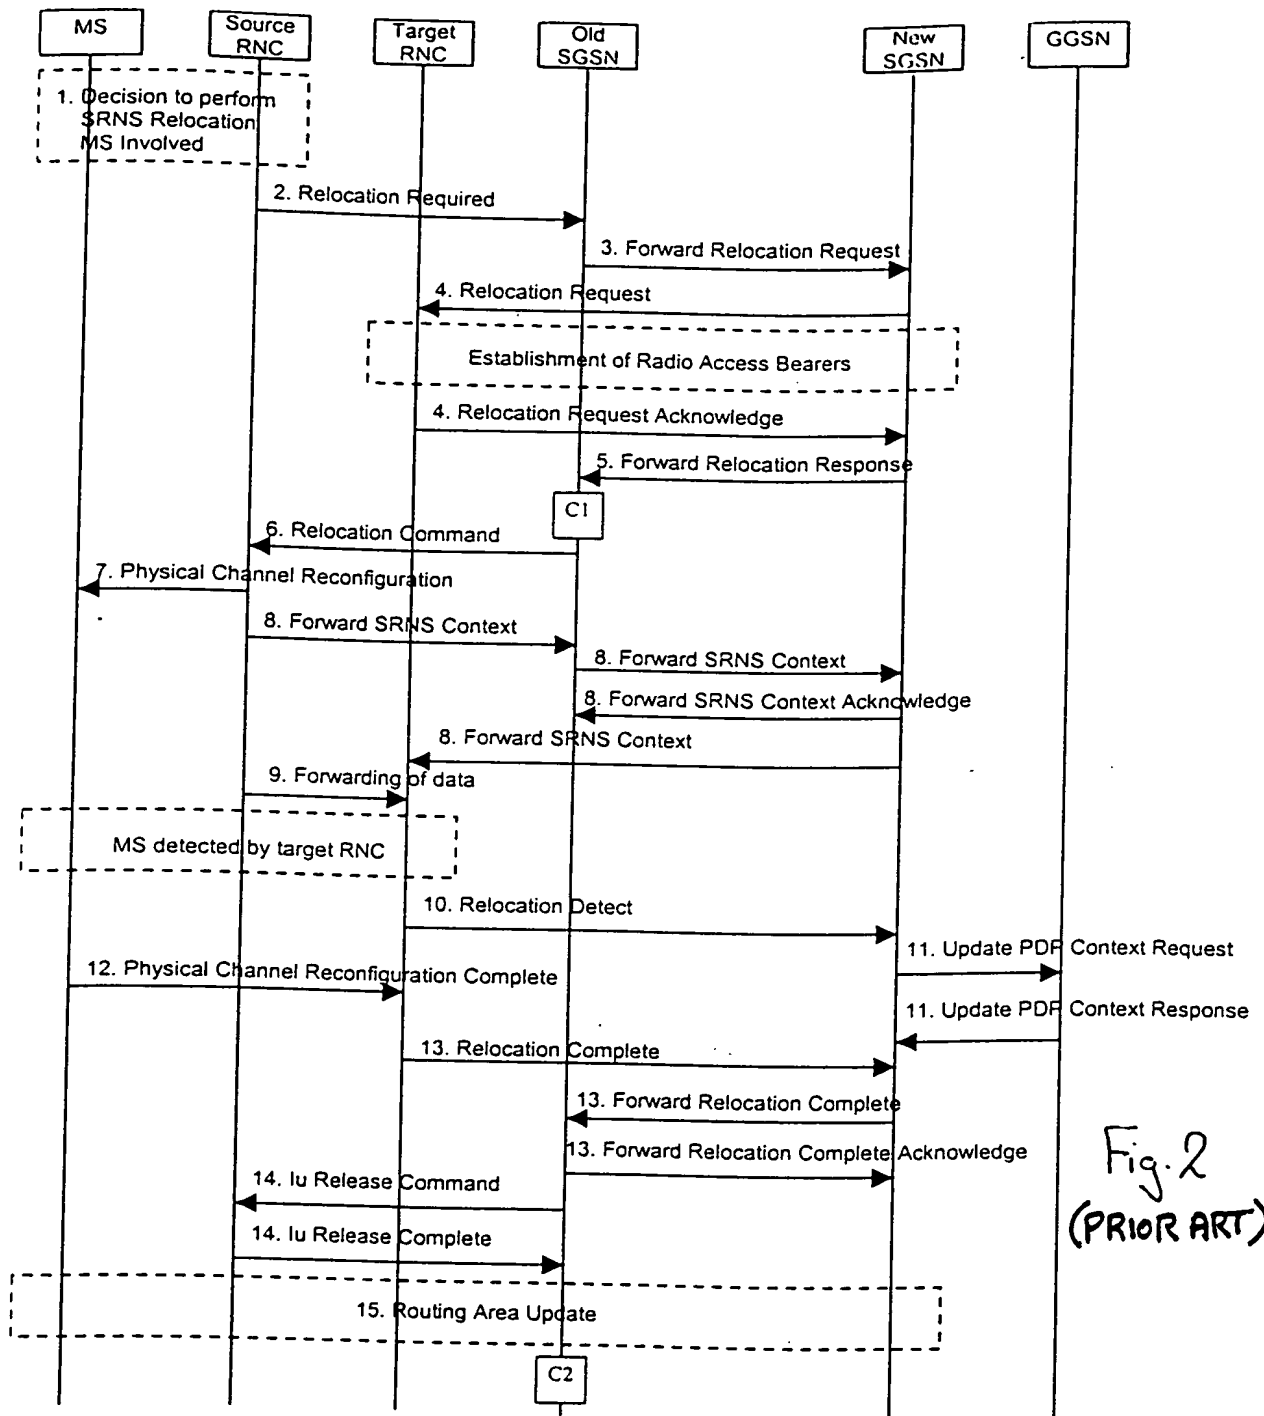 MS
Source
RNC
Target
RNC
Old
SGSN
New
SGSN
GGSN
1. Decision to perform
SRNS Relocation
MS Involved
2. Relocation Required
3. Forward Relocation Request
4. Relocation Request
Establishment of Radio Access Bearers
4. Relocation Request Acknowledge
5. Forward Relocation Response
C1
6. Relocation Command
7. Physical Channel Reconfiguration
8. Forward SRNS Context
8. Forward SRNS Context
8. Forward SRNS Context Acknowledge
8. Forward SRNS Context
9. Forwarding of data
MS detected by target RNC
10. Relocation Detect
11. Update PDP Context Request
12. Physical Channel Reconfiguration Complete
11. Update PDP Context Response
13. Relocation Complete
13. Forward Relocation Complete
13. Forward Relocation Complete Acknowledge
14. Iu Release Command
14. Iu Release Complete
15. Routing Area Update
C2
Fig. 2
(PRIOR ART)